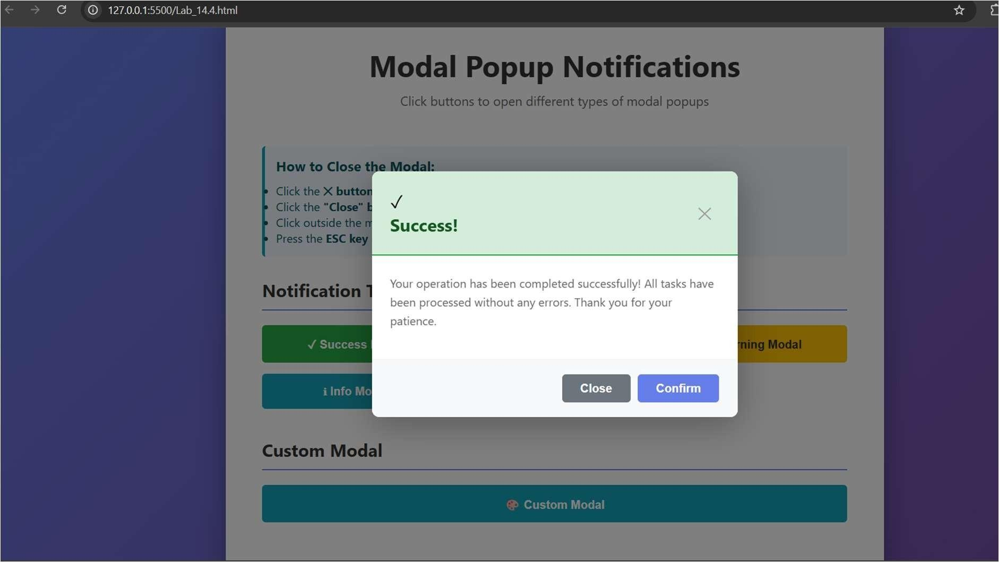 127.0.0.1:5500/Lab_14.4.html
Modal Popup Notifications
Click buttons to open different types of modal popups
How to Close the Modal:
Click the ✕ button
Click the "Close"
Click outside the
Press the ESC key
✓
Success!
Your operation has been completed successfully! All tasks have
been processed without any errors. Thank you for your
patience.
Close
Confirm
Notification
✓ Success
Modal
ℹ Info
Custom Modal
🎨 Custom Modal